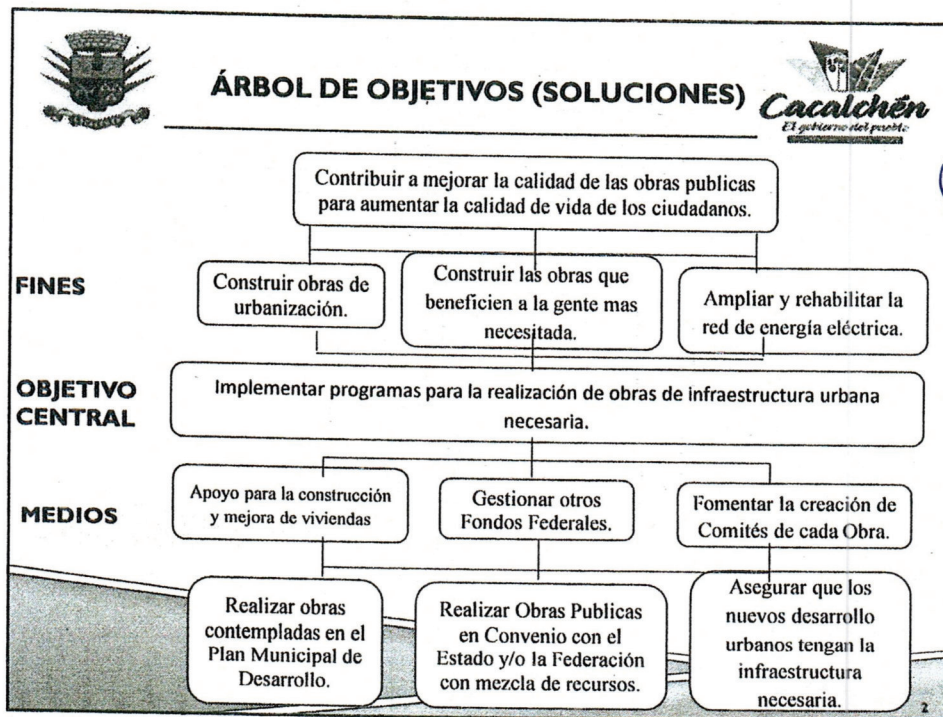 ÁRBOL DE OBJETIVOS (SOLUCIONES)
Cacalchén
El gobierno del pueblo
Contribuir a mejorar la calidad de las obras publicas
para aumentar la calidad de vida de los ciudadanos.
FINES
Construir obras de
urbanización.
Construir las obras que
beneficien a la gente mas
necesitada.
Ampliar y rehabilitar la
red de energía eléctrica.
OBJETIVO
CENTRAL
Implementar programas para la realización de obras de infraestructura urbana
necesaria.
MEDIOS
Apoyo para la construcción
y mejora de viviendas
Gestionar otros
Fondos Federales.
Fomentar la creación de
Comités de cada Obra.
Realizar obras
contempladas en el
Plan Municipal de
Desarrollo.
Realizar Obras Publicas
en Convenio con el
Estado y/o la Federación
con mezcla de recursos.
Asegurar que los
nuevos desarrollo
urbanos tengan la
infraestructura
necesaria.
2